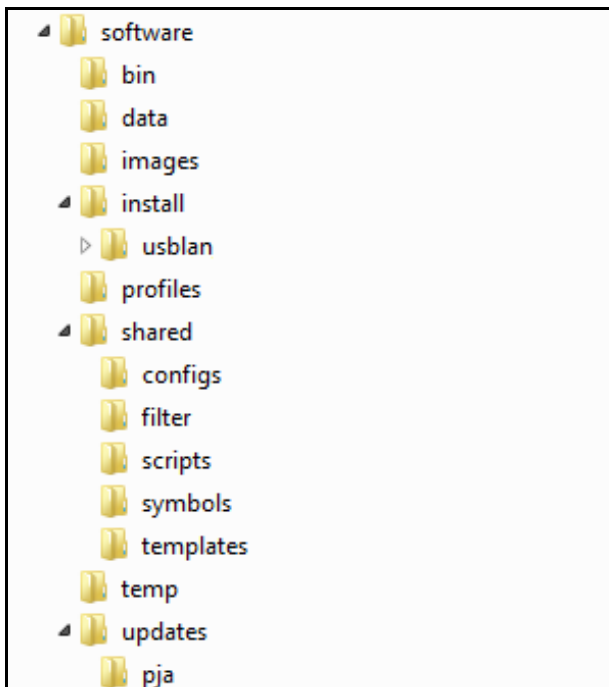 software
bin
data
images
install
usblan
profiles
shared
configs
filter
scripts
symbols
templates
temp
updates
pja